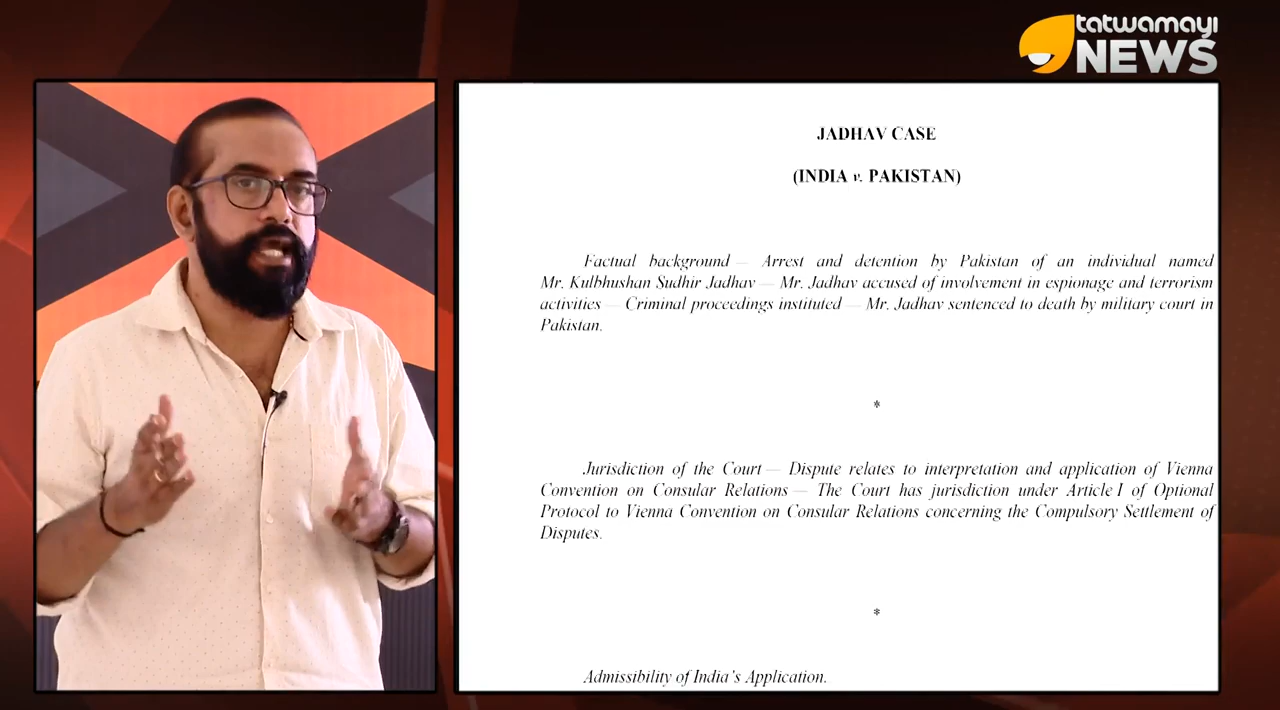 tatwamayi
NEWS
JADHAV CASE
(INDIA v. PAKISTAN)
Factual background — Arrest and detention by Pakistan of an individual named
Mr. Kulbhushan Sudhir Jadhav — Mr. Jadhav accused of involvement in espionage and terrorism
activities — Criminal proceedings instituted — Mr. Jadhav sentenced to death by military court in
Pakistan.
*
Jurisdiction of the Court — Dispute relates to interpretation and application of Vienna
Convention on Consular Relations — The Court has jurisdiction under Article I of Optional
Protocol to Vienna Convention on Consular Relations concerning the Compulsory Settlement of
Disputes.
*
Admissibility of India's Application.